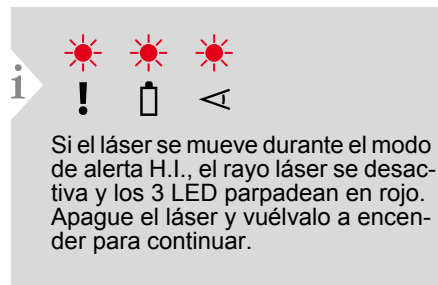 i
!
Si el láser se mueve durante el modo
de alerta H.I., el rayo láser se desac-
tiva y los 3 LED parpadean en rojo.
Apague el láser y vuélvalo a encen-
der para continuar.